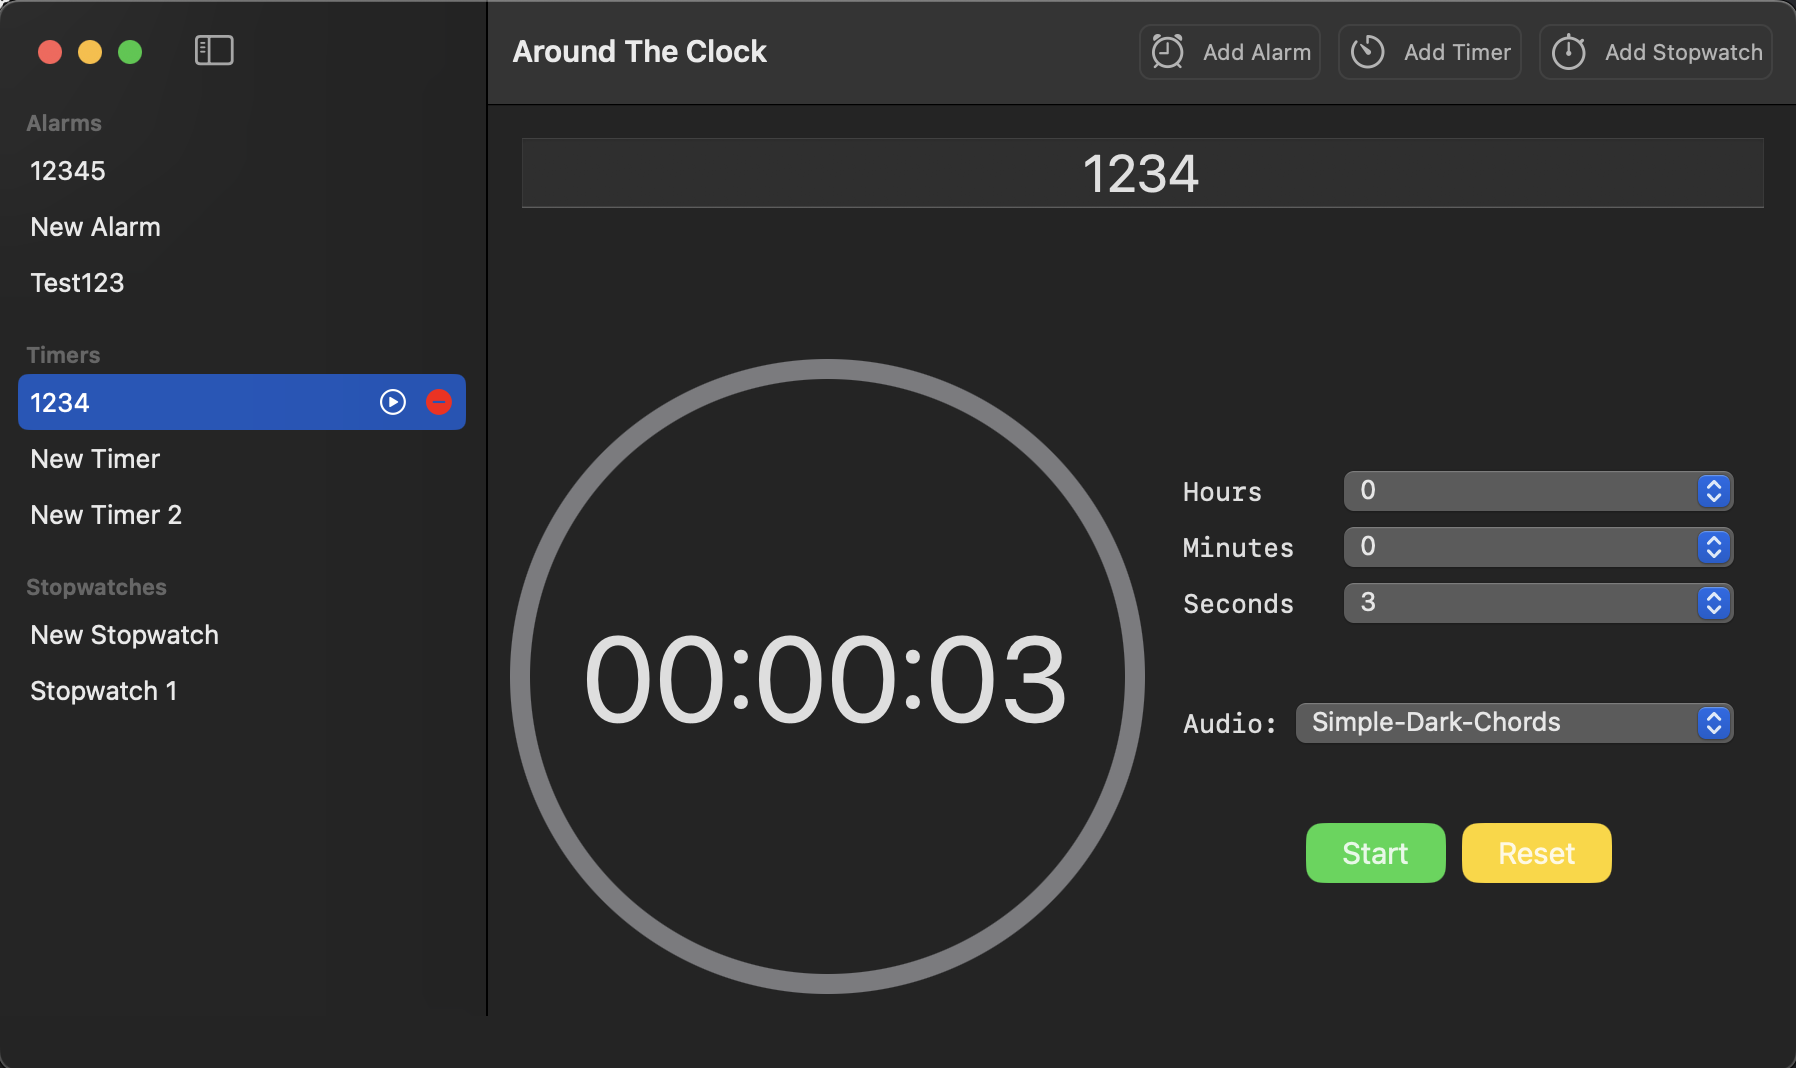 Around The Clock
Add Alarm
Add Timer
Add Stopwatch
Alarms
12345
New Alarm
Test123
Timers
1234
New Timer
New Timer 2
Stopwatches
New Stopwatch
Stopwatch 1
1234
00:00:03
Hours 0
Minutes 0
Seconds 3
Audio: Simple-Dark-Chords
Start
Reset